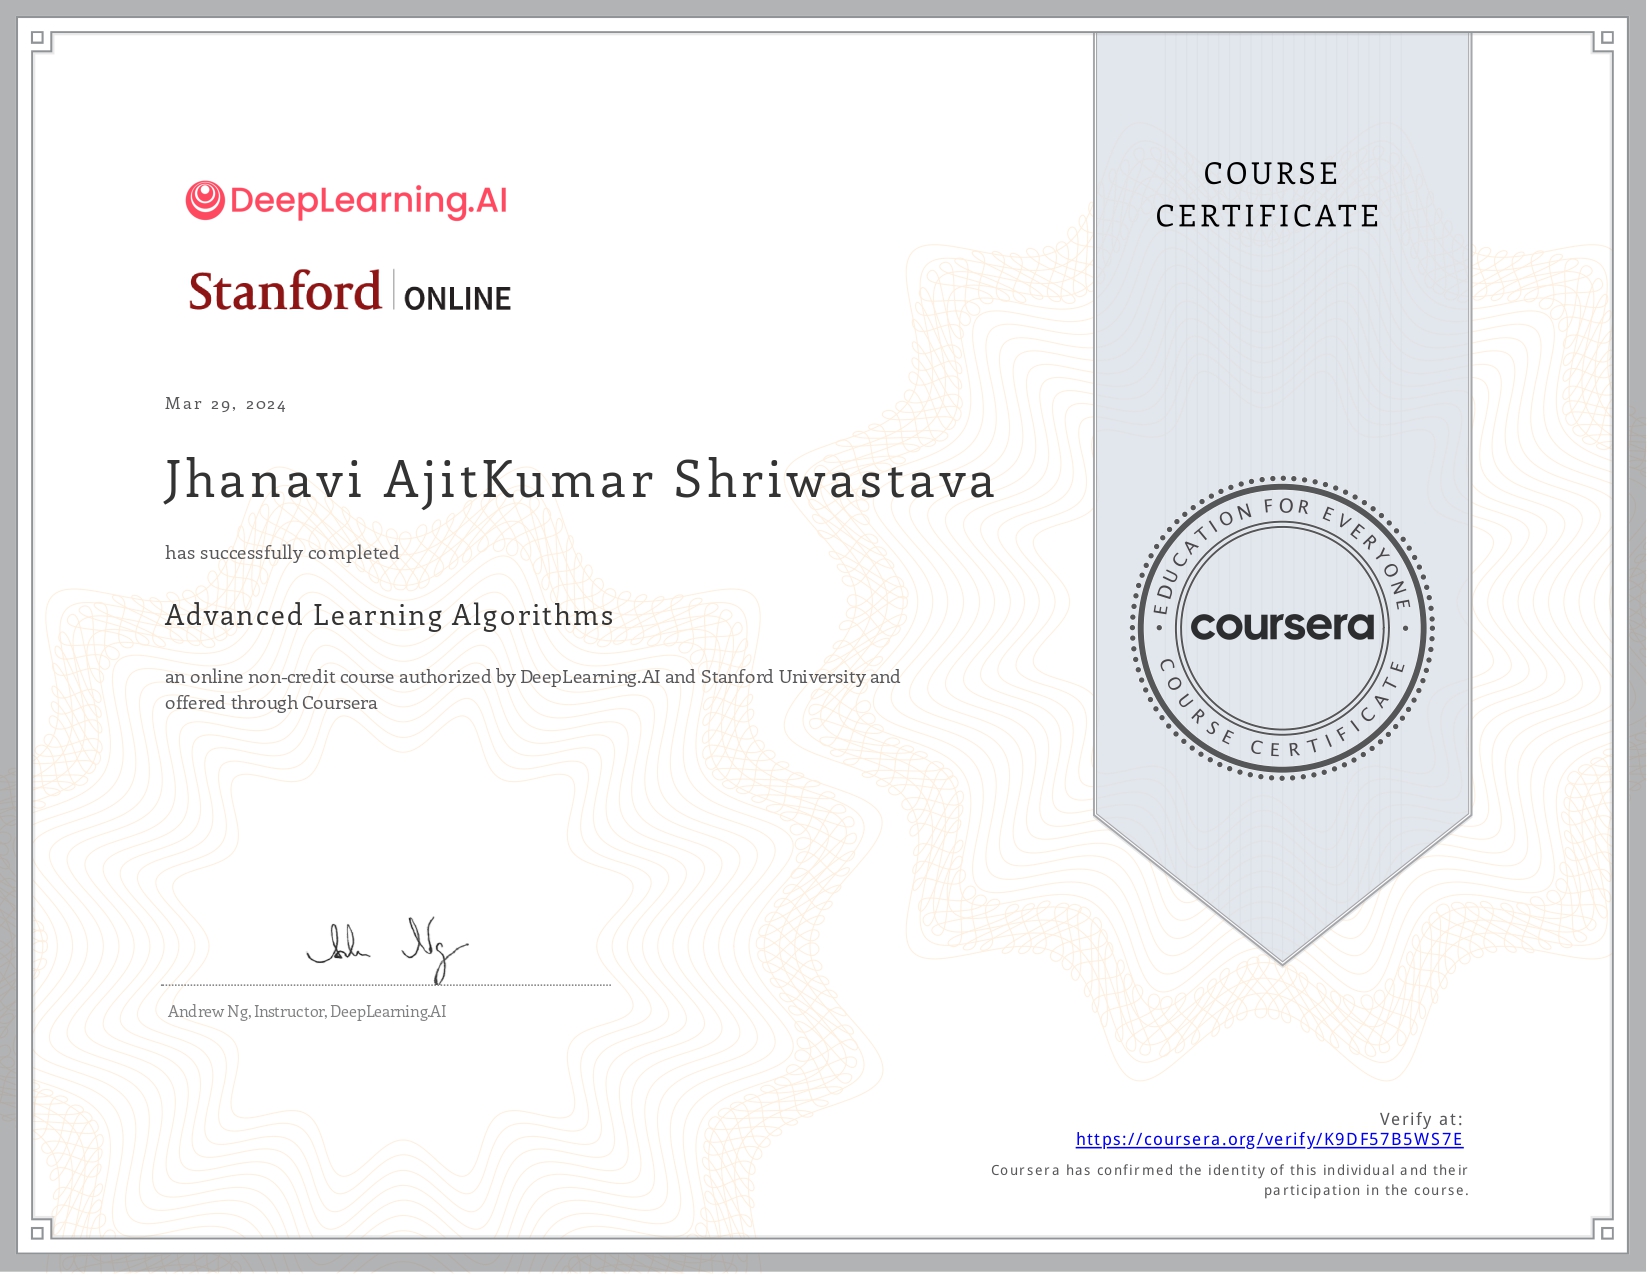 DeepLearning.AI
Stanford ONLINE
COURSE
CERTIFICATE
Mar 29, 2024
Jhanavi AjitKumar Shriwastava
has successfully completed
Advanced Learning Algorithms
an online non-credit course authorized by DeepLearning.AI and Stanford University and
offered through Coursera
EDUCATION FOR EVERYONE
coursera
COURSE CERTIFICATE
Andrew Ng
Andrew Ng, Instructor, DeepLearning.AI
Verify at:
https://coursera.org/verify/K9DF57B5WS7E
Coursera has confirmed the identity of this individual and their
participation in the course.